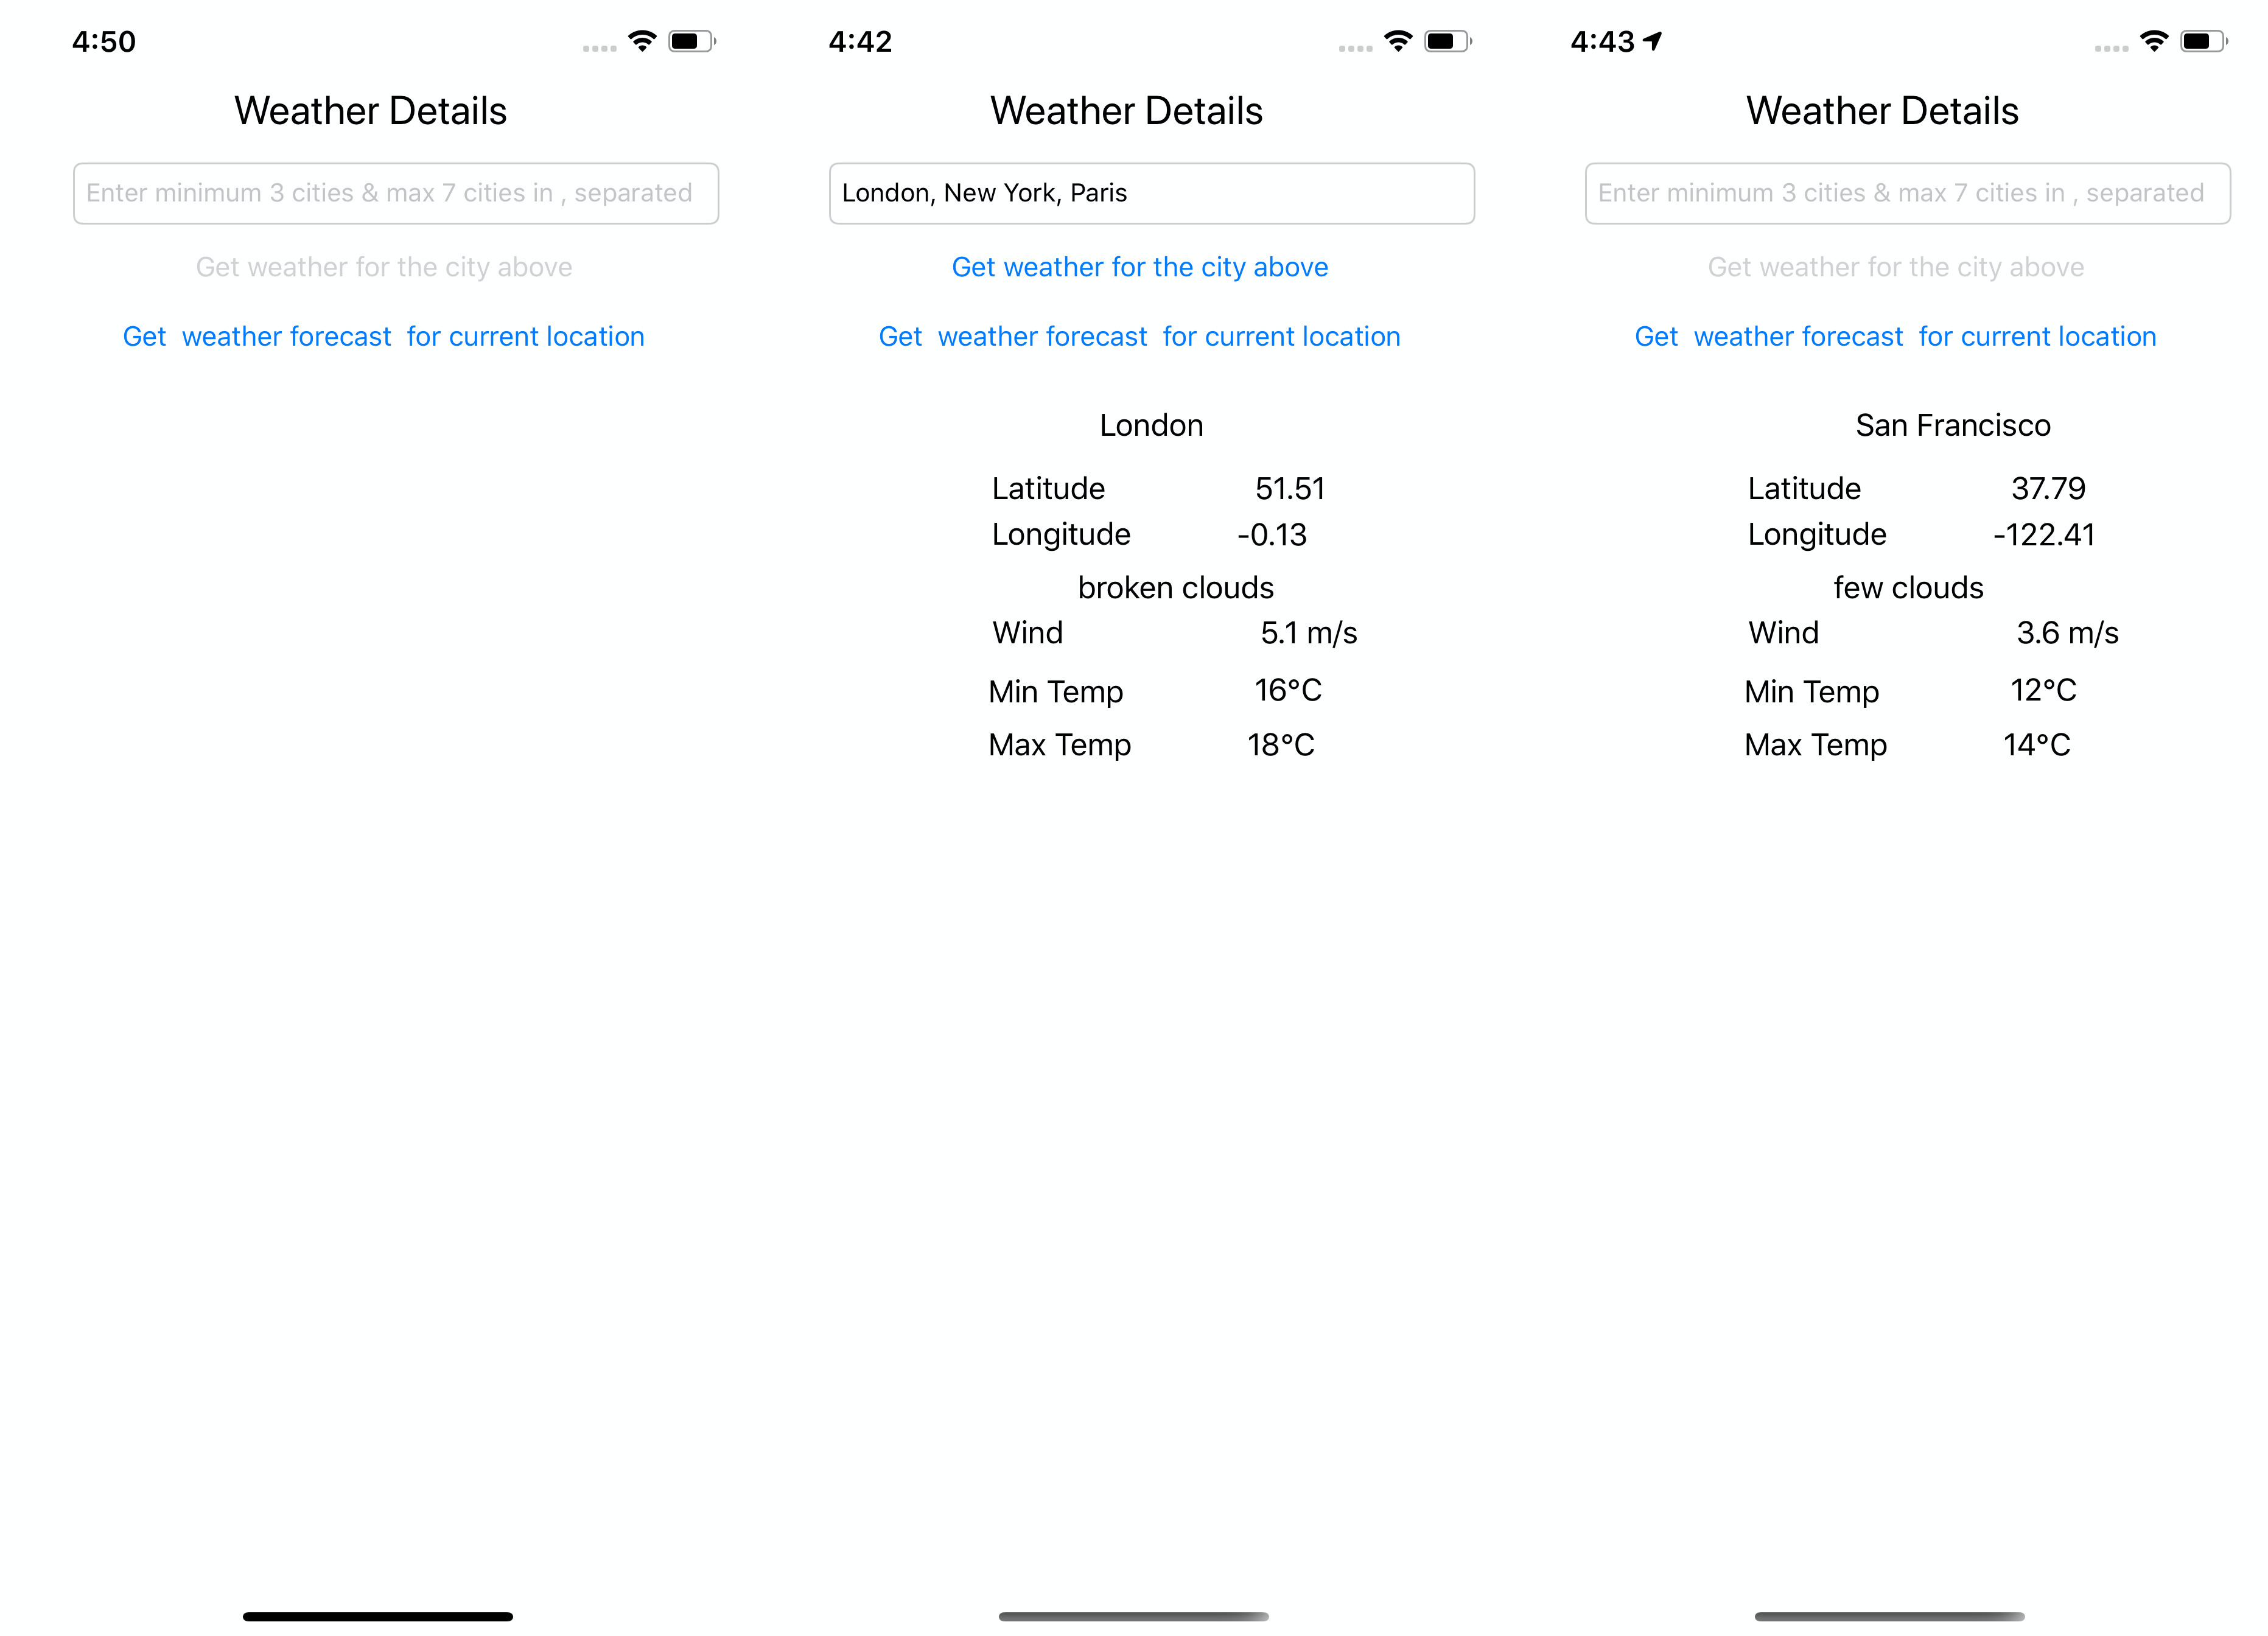 4:50
Weather Details
Enter minimum 3 cities & max 7 cities in , separated
Get weather for the city above
Get  weather forecast  for current location
4:42
Weather Details
London, New York, Paris
Get weather for the city above
Get  weather forecast  for current location
London
Latitude 51.51
Longitude -0.13
broken clouds
Wind 5.1 m/s
Min Temp 16°C
Max Temp 18°C
4:43
Weather Details
Enter minimum 3 cities & max 7 cities in , separated
Get weather for the city above
Get  weather forecast  for current location
San Francisco
Latitude 37.79
Longitude -122.41
few clouds
Wind 3.6 m/s
Min Temp 12°C
Max Temp 14°C